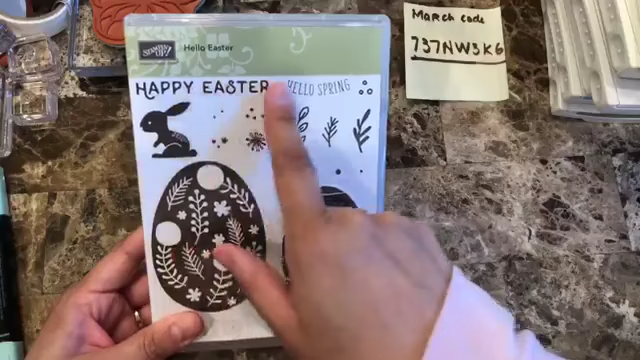 STAMPIN' UP!
Hello Easter
HAPPY EASTER
HELLO SPRING
March code
737NW3K6